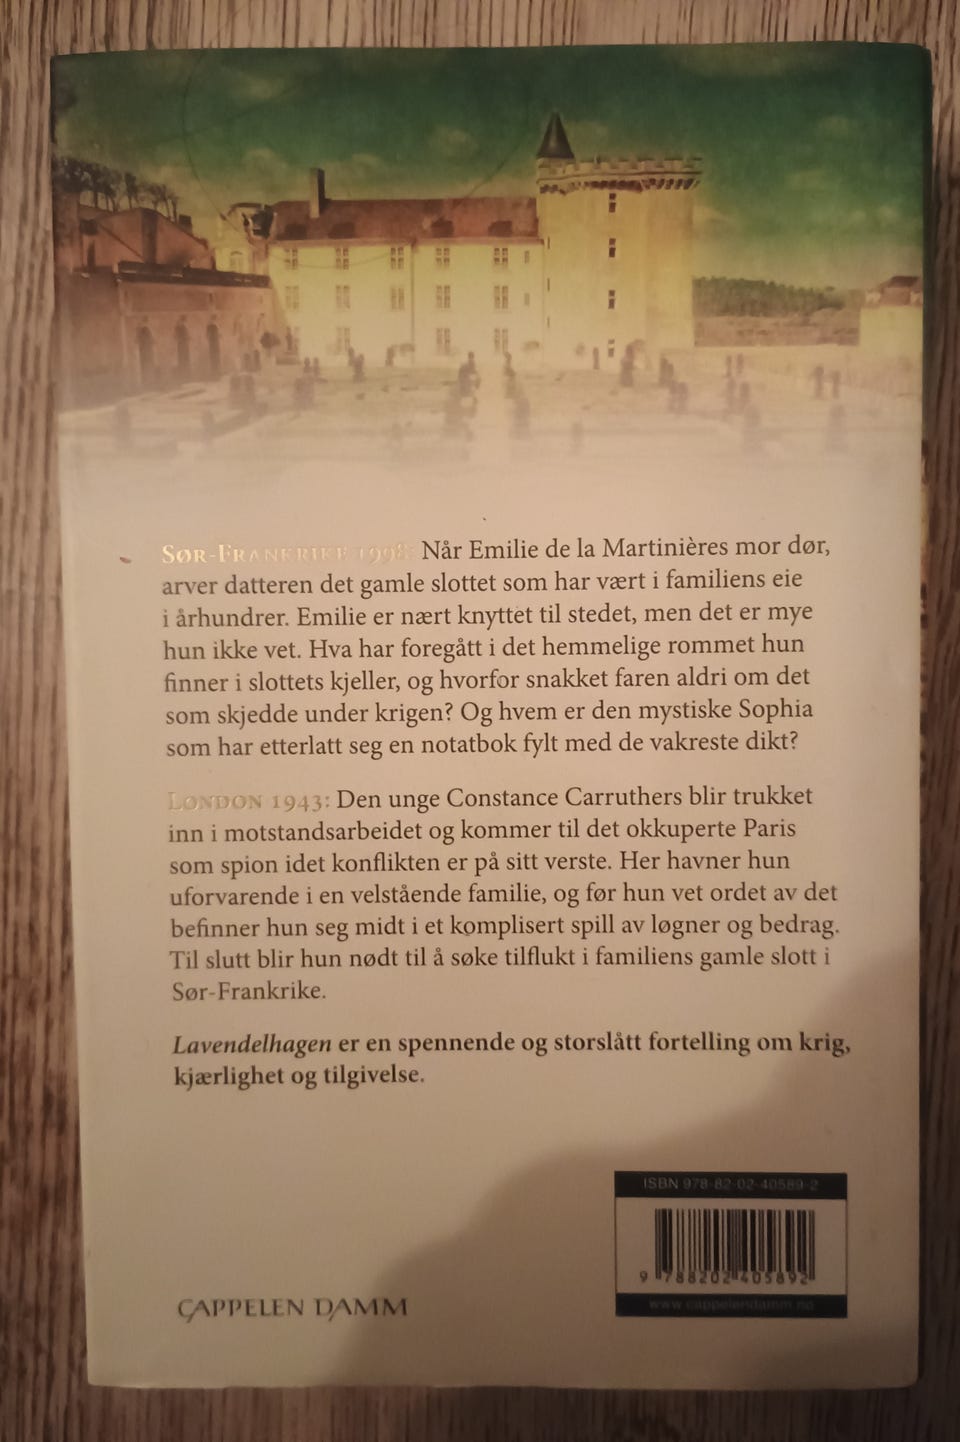 Sør-Frankrike 1998: Når Emilie de la Martinières mor dør,
arver datteren det gamle slottet som har vært i familiens eie
i århundrer. Emilie er nært knyttet til stedet, men det er mye
hun ikke vet. Hva har foregått i det hemmelige rommet hun
finner i slottets kjeller, og hvorfor snakket faren aldri om det
som skjedde under krigen? Og hvem er den mystiske Sophia
som har etterlatt seg en notatbok fylt med de vakreste dikt?
London 1943: Den unge Constance Carruthers blir trukket
inn i motstandsarbeidet og kommer til det okkuperte Paris
som spion idet konflikten er på sitt verste. Her havner hun
uforvarende i en velstående familie, og før hun vet ordet av det
befinner hun seg midt i et komplisert spill av løgner og bedrag.
Til slutt blir hun nødt til å søke tilflukt i familiens gamle slott i
Sør-Frankrike.
Lavendelhagen er en spennende og storslått fortelling om krig,
kjærlighet og tilgivelse.
ISBN 978-82-02-40589-2
9 788202 405892
www.cappelendamm.no
CAPPELEN DAMM